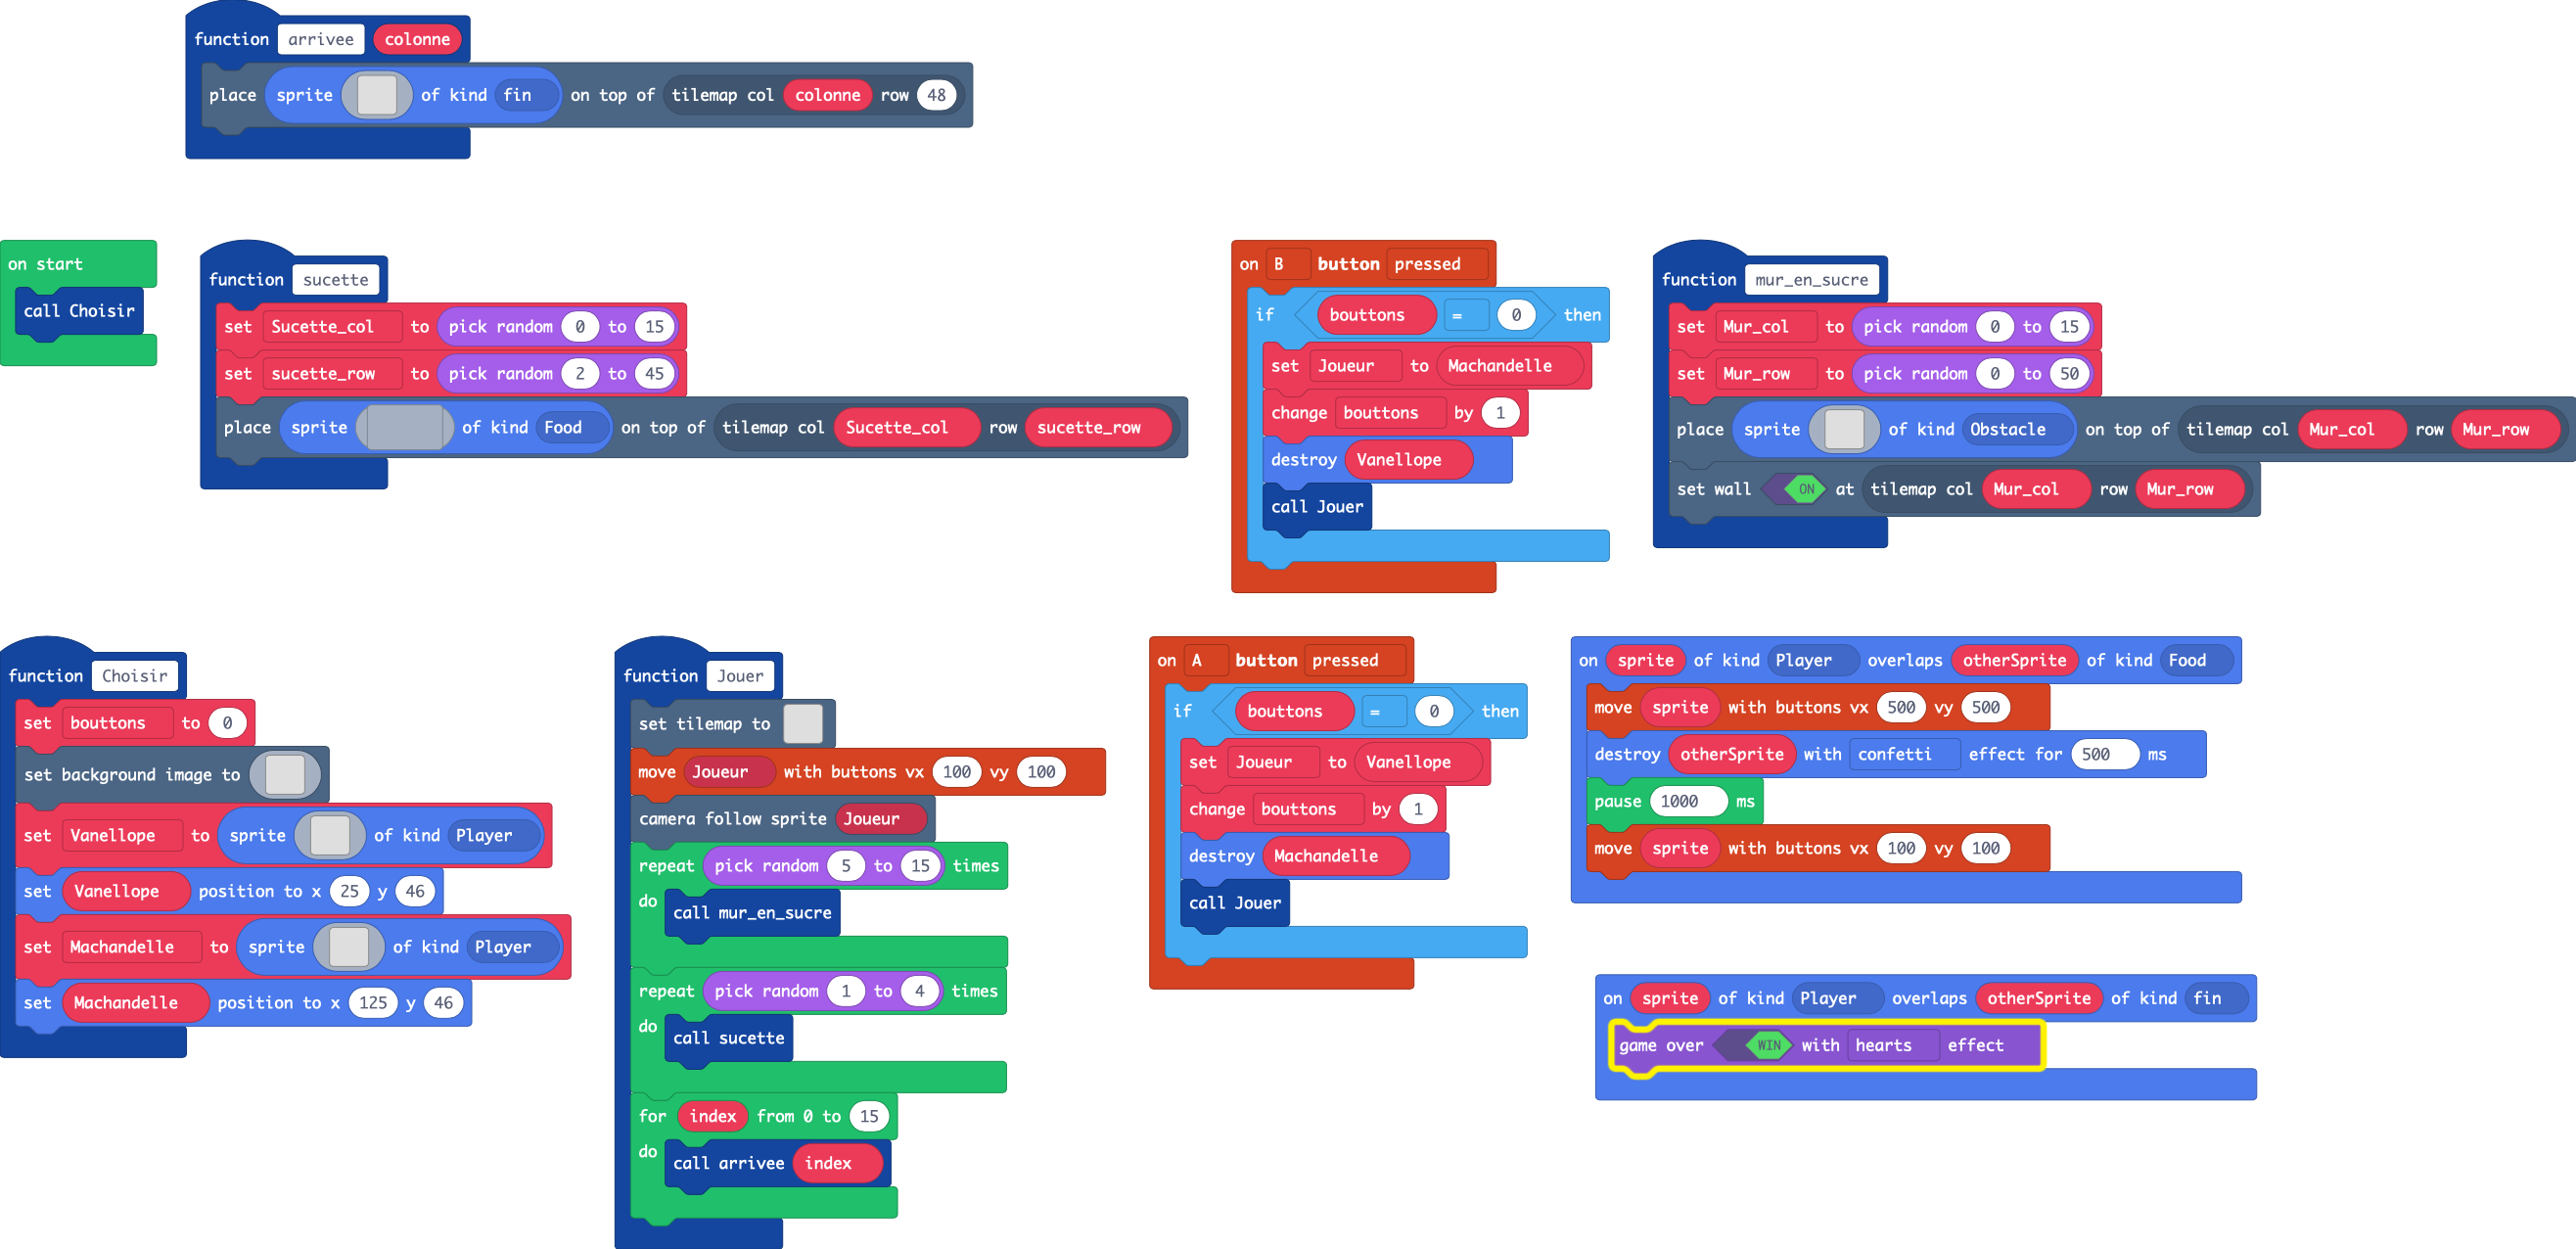 function arrivee colonne
place sprite of kind fin on top of tilemap col colonne row 48
on start
call Choisir
function sucette
set Sucette_col to pick random 0 to 15
set sucette_row to pick random 2 to 45
place sprite of kind Food on top of tilemap col Sucette_col row sucette_row
on B button pressed
if bouttons = 0 then
set Joueur to Machandelle
change bouttons by 1
destroy Vanellope
call Jouer
function mur_en_sucre
set Mur_col to pick random 0 to 15
set Mur_row to pick random 0 to 50
place sprite of kind Obstacle on top of tilemap col Mur_col row Mur_row
set wall ON at tilemap col Mur_col row Mur_row
function Choisir
set bouttons to 0
set background image to
set Vanellope to sprite of kind Player
set Vanellope position to x 25 y 46
set Machandelle to sprite of kind Player
set Machandelle position to x 125 y 46
function Jouer
set tilemap to
move Joueur with buttons vx 100 vy 100
camera follow sprite Joueur
repeat pick random 5 to 15 times
do
call mur_en_sucre
repeat pick random 1 to 4 times
do
call sucette
for index from 0 to 15
do
call arrivee index
on A button pressed
if bouttons = 0 then
set Joueur to Vanellope
change bouttons by 1
destroy Machandelle
call Jouer
on sprite of kind Player overlaps otherSprite of kind Food
move sprite with buttons vx 500 vy 500
destroy otherSprite with confetti effect for 500 ms
pause 1000 ms
move sprite with buttons vx 100 vy 100
on sprite of kind Player overlaps otherSprite of kind fin
game over WIN with hearts effect